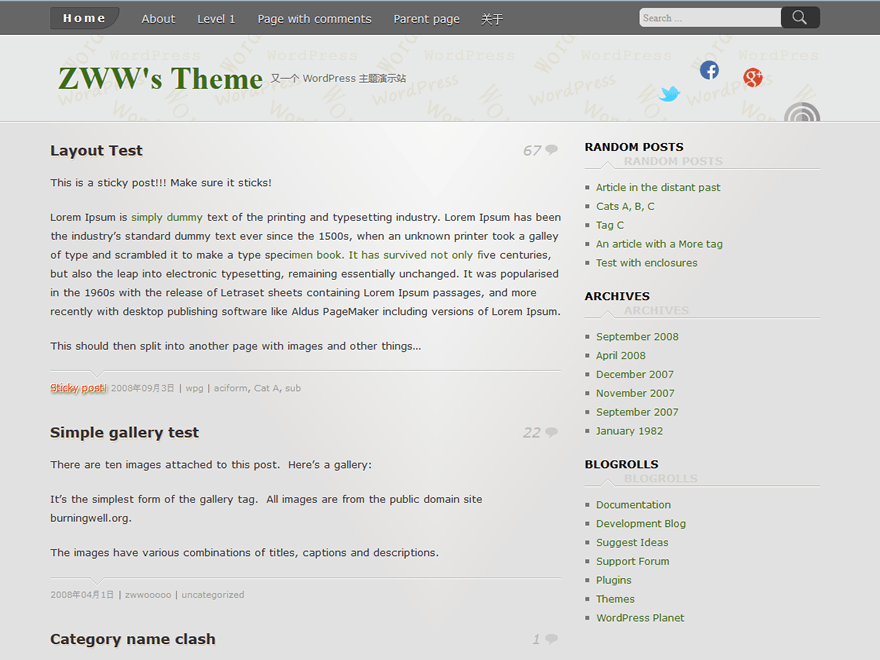 Home About Level 1 Page with comments Parent page 关于 Search ...
ZWW's Theme 又一个 WordPress 主题演示站
Layout Test 67
This is a sticky post!!! Make sure it sticks!
Lorem Ipsum is simply dummy text of the printing and typesetting industry. Lorem Ipsum has been
the industry’s standard dummy text ever since the 1500s, when an unknown printer took a galley
of type and scrambled it to make a type specimen book. It has survived not only five centuries,
but also the leap into electronic typesetting, remaining essentially unchanged. It was popularised
in the 1960s with the release of Letraset sheets containing Lorem Ipsum passages, and more
recently with desktop publishing software like Aldus PageMaker including versions of Lorem Ipsum.
This should then split into another page with images and other things…
Sticky post! 2008年09月3日 | wpg | aciform, Cat A, sub
Simple gallery test 22
There are ten images attached to this post.  Here’s a gallery:
It’s the simplest form of the gallery tag.  All images are from the public domain site
burningwell.org.
The images have various combinations of titles, captions and descriptions.
2008年04月1日 | zwwooooo | uncategorized
Category name clash 1
RANDOM POSTS
RANDOM POSTS
Article in the distant past
Cats A, B, C
Tag C
An article with a More tag
Test with enclosures
ARCHIVES
ARCHIVES
September 2008
April 2008
December 2007
November 2007
September 2007
January 1982
BLOGROLLS
BLOGROLLS
Documentation
Development Blog
Suggest Ideas
Support Forum
Plugins
Themes
WordPress Planet